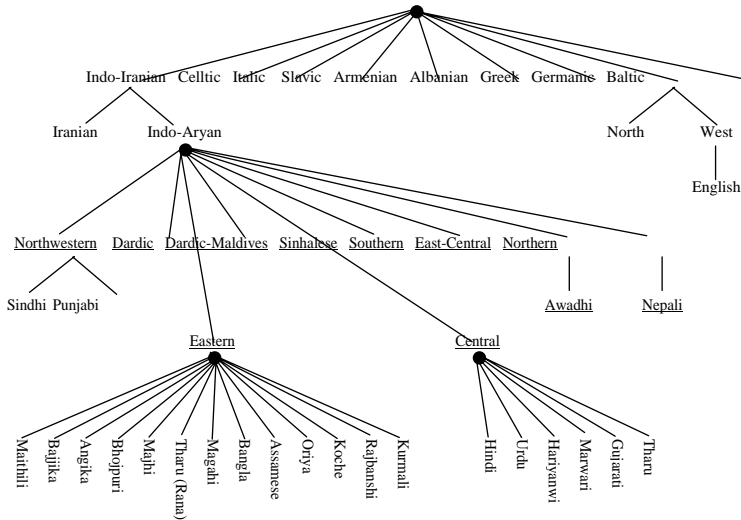 Indo-Iranian Celltic Italic Slavic Armenian Albanian Greek Germanic Baltic
Iranian Indo-Aryan North West
English
Northwestern Dardic Dardic-Maldives Sinhalese Southern East-Central Northern
Sindhi Punjabi Awadhi Nepali
Eastern Central
Maithili
Bajjika
Angika
Bhojpuri
Majhi
Tharu (Rana)
Magahi
Bangla
Assamese
Oriya
Koche
Rajbanshi
Kurmali
Hindi
Urdu
Hariyanwi
Marwari
Gujarati
Tharu